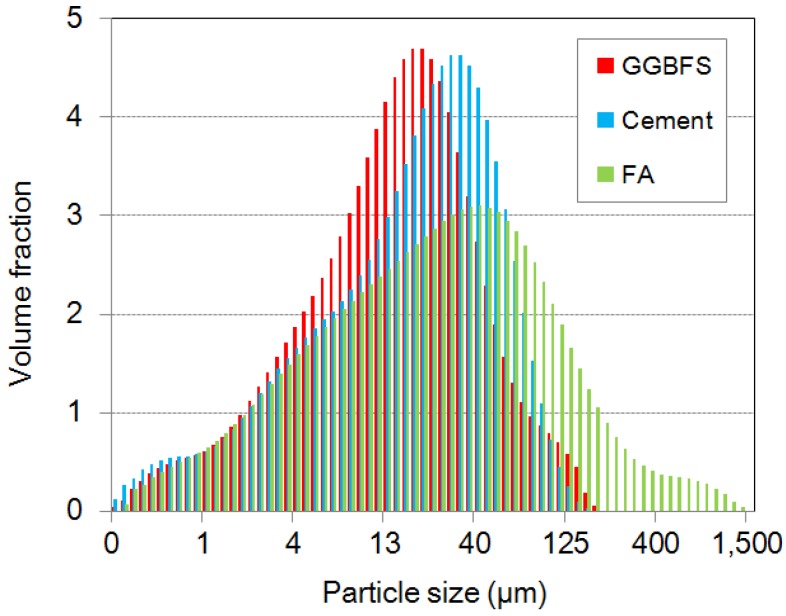 5
4
3
2
1
0
Volume fraction
GGBFS
Cement
FA
0 1 4 13 40 125 400 1,500
Particle size (μm)